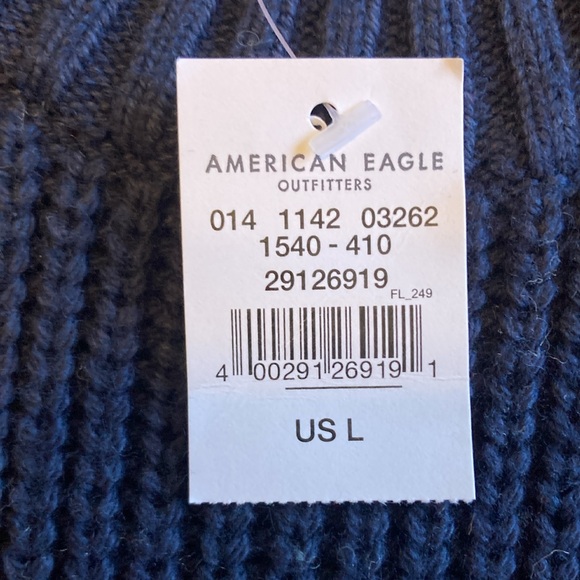 AMERICAN EAGLE
OUTFITTERS
014 1142 03262
1540 - 410
29126919
FL_249
4 00291 26919 1
US L